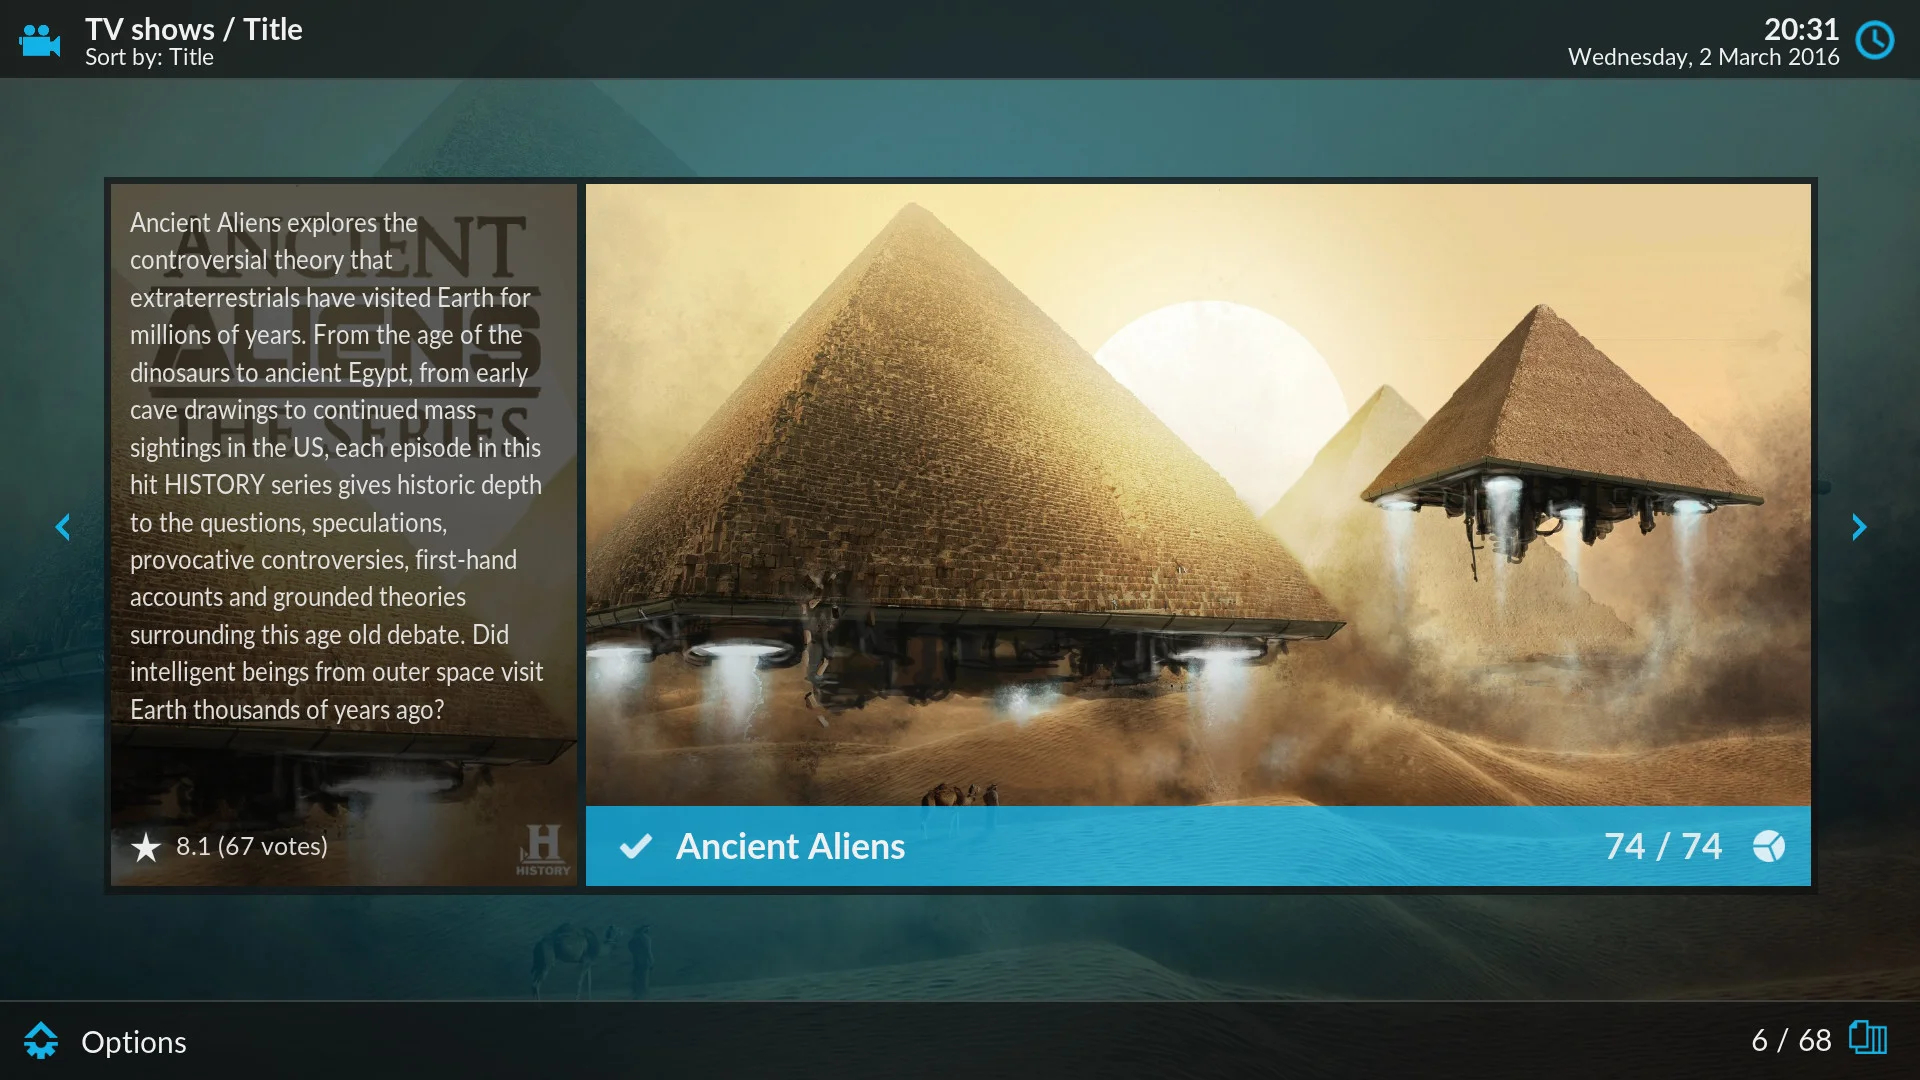 TV shows / Title
Sort by: Title
20:31
Wednesday, 2 March 2016
ANCIENT
ALIENS
THE SERIES
Ancient Aliens explores the
controversial theory that
extraterrestrials have visited Earth for
millions of years. From the age of the
dinosaurs to ancient Egypt, from early
cave drawings to continued mass
sightings in the US, each episode in this
hit HISTORY series gives historic depth
to the questions, speculations,
provocative controversies, first-hand
accounts and grounded theories
surrounding this age old debate. Did
intelligent beings from outer space visit
Earth thousands of years ago?
8.1 (67 votes)
H
HISTORY
Ancient Aliens
74 / 74
Options
6 / 68